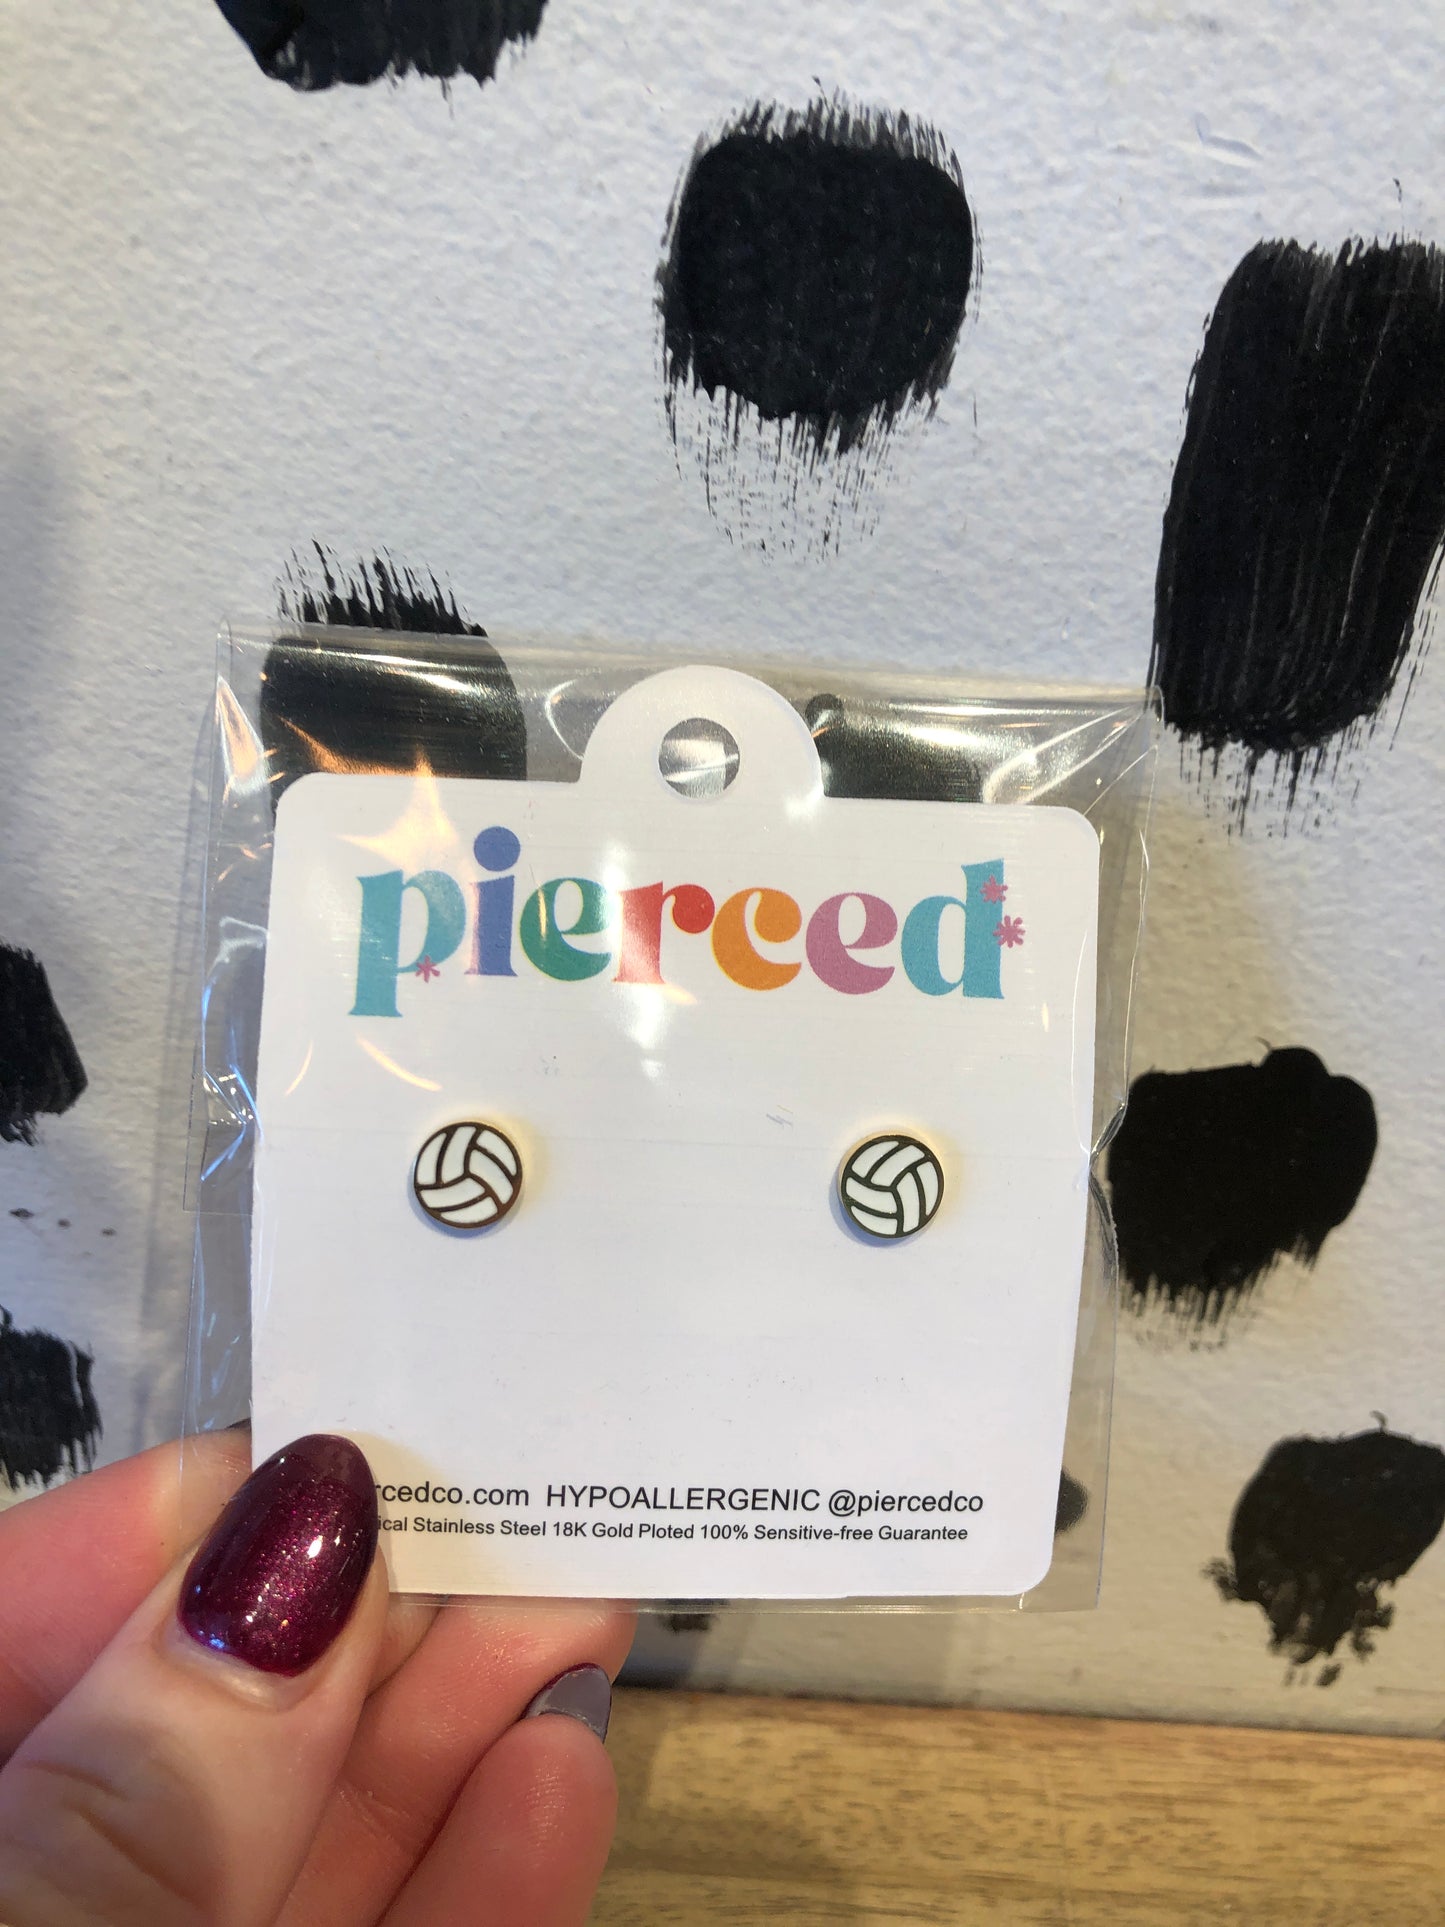 pierced
rcedco.com HYPOALLERGENIC @piercedco
ical Stainless Steel 18K Gold Ploted 100% Sensitive-free Guarantee